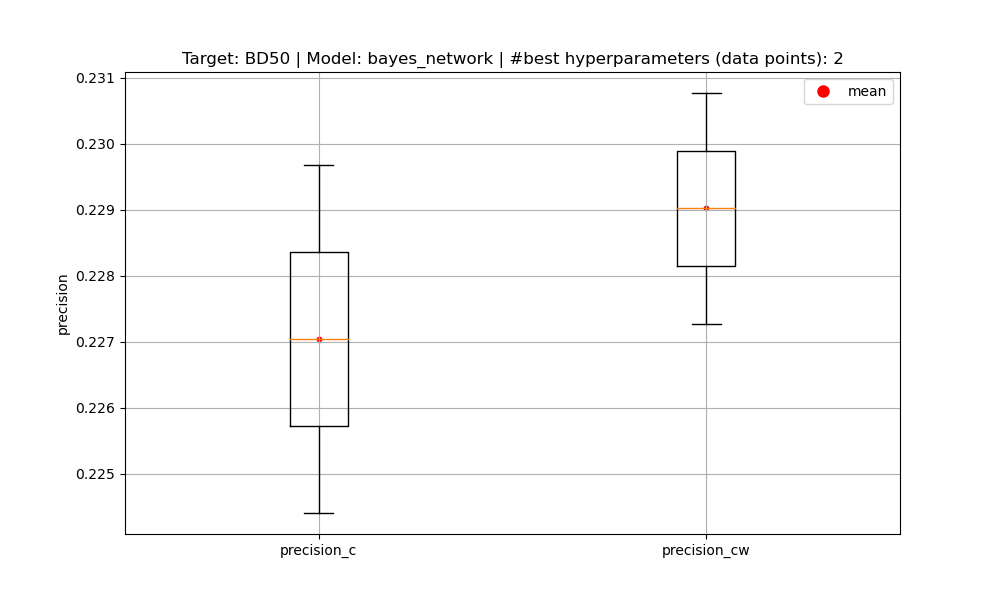 Target: BD50 | Model: bayes_network | #best hyperparameters (data points): 2
0.231
mean
0.230
0.229
0.228
precision
0.227
0.226
0.225
precision_c
precision_cw